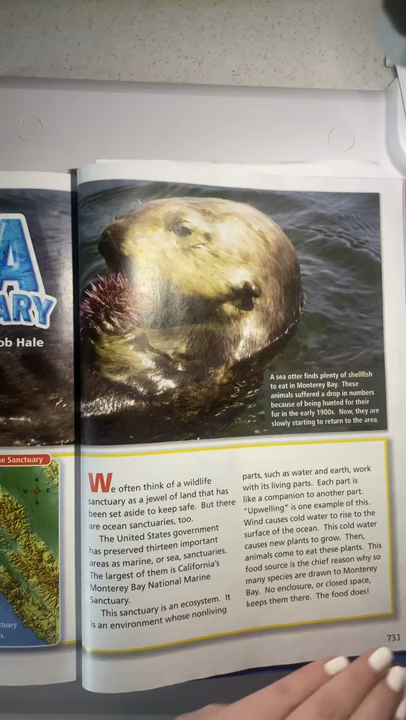 A
ARY
ob Hale
e Sanctuary
N
W E
S
ctuary
s.
A sea otter finds plenty of shellfish
to eat in Monterey Bay. These
animals suffered a drop in numbers
because of being hunted for their
fur in the early 1900s. Now, they are
slowly starting to return to the area.
We often think of a wildlife
sanctuary as a jewel of land that has
been set aside to keep safe. But there
are ocean sanctuaries, too.
The United States government
has preserved thirteen important
areas as marine, or sea, sanctuaries.
The largest of them is California's
Monterey Bay National Marine
Sanctuary.
This sanctuary is an ecosystem. It
is an environment whose nonliving
parts, such as water and earth, work
with its living parts. Each part is
like a companion to another part.
"Upwelling" is one example of this.
Wind causes cold water to rise to the
surface of the ocean. This cold water
causes new plants to grow. Then,
animals come to eat these plants. This
food source is the chief reason why so
many species are drawn to Monterey
Bay. No enclosure, or closed space,
keeps them there. The food does!
733